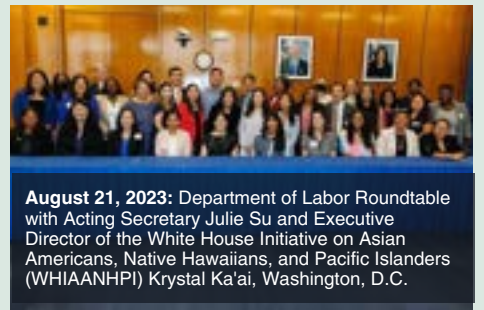 August 21, 2023: Department of Labor Roundtable
with Acting Secretary Julie Su and Executive
Director of the White House Initiative on Asian
Americans, Native Hawaiians, and Pacific Islanders
(WHIAANHPI) Krystal Ka'ai, Washington, D.C.